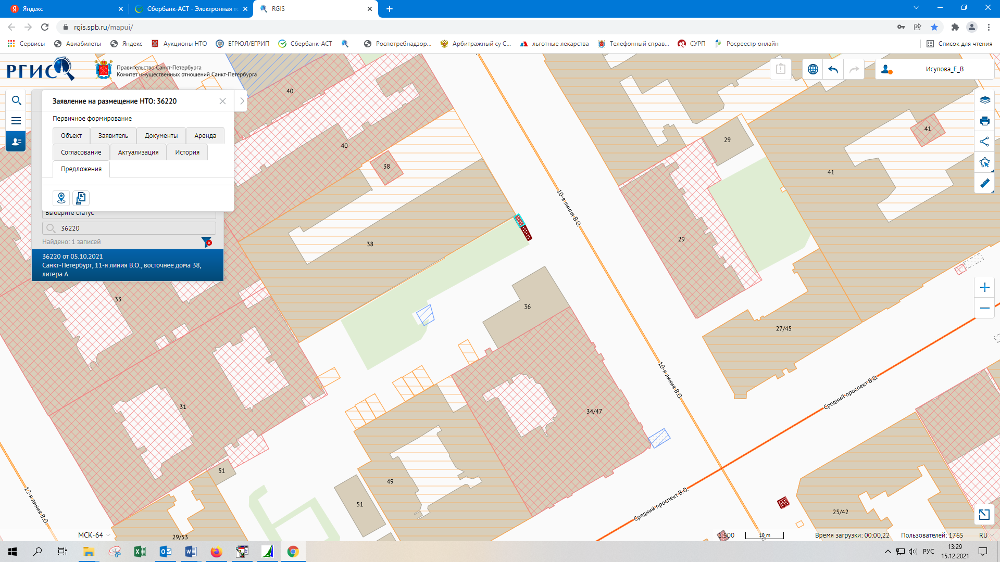 Яндекс
Сбербанк-АСТ - Электронная т
RGIS
rgis.spb.ru/mapui/
Сервисы
Авиабилеты
Яндекс
Аукционы НТО
ЕГРЮЛ/ЕГРИП
Сбербанк-АСТ
Роспотребнадзор...
Арбитражный су С...
льготные лекарства
Телефонный справ...
СУРП
Росреестр онлайн
Список для чтения
РГИС
Правительство Санкт-Петербурга
Комитет имущественных отношений Санкт-Петербурга
Исупова_Е_В
Заявление на размещение НТО: 36220
Первичное формирование
Объект
Заявитель
Документы
Аренда
Согласование
Актуализация
История
Предложения
Выберите статус
36220
Найдено: 1 записей
36220 от 05.10.2021
Санкт-Петербург, 11-я линия В.О., восточнее дома 38,
литера А
40
40
38
38
29
41
41
29
10-я линия В.О.
36
33
27/45
10-я линия В.О.
Средний проспект В.О.
31
34/47
51
49
51
12-я линия В.О.
Средний проспект В.О.
25/42
29/53
МСК-64
1:500
10 m
Время загрузки: 00:00,22
Пользователей: 1765
RU
РУС
13:29
15.12.2021